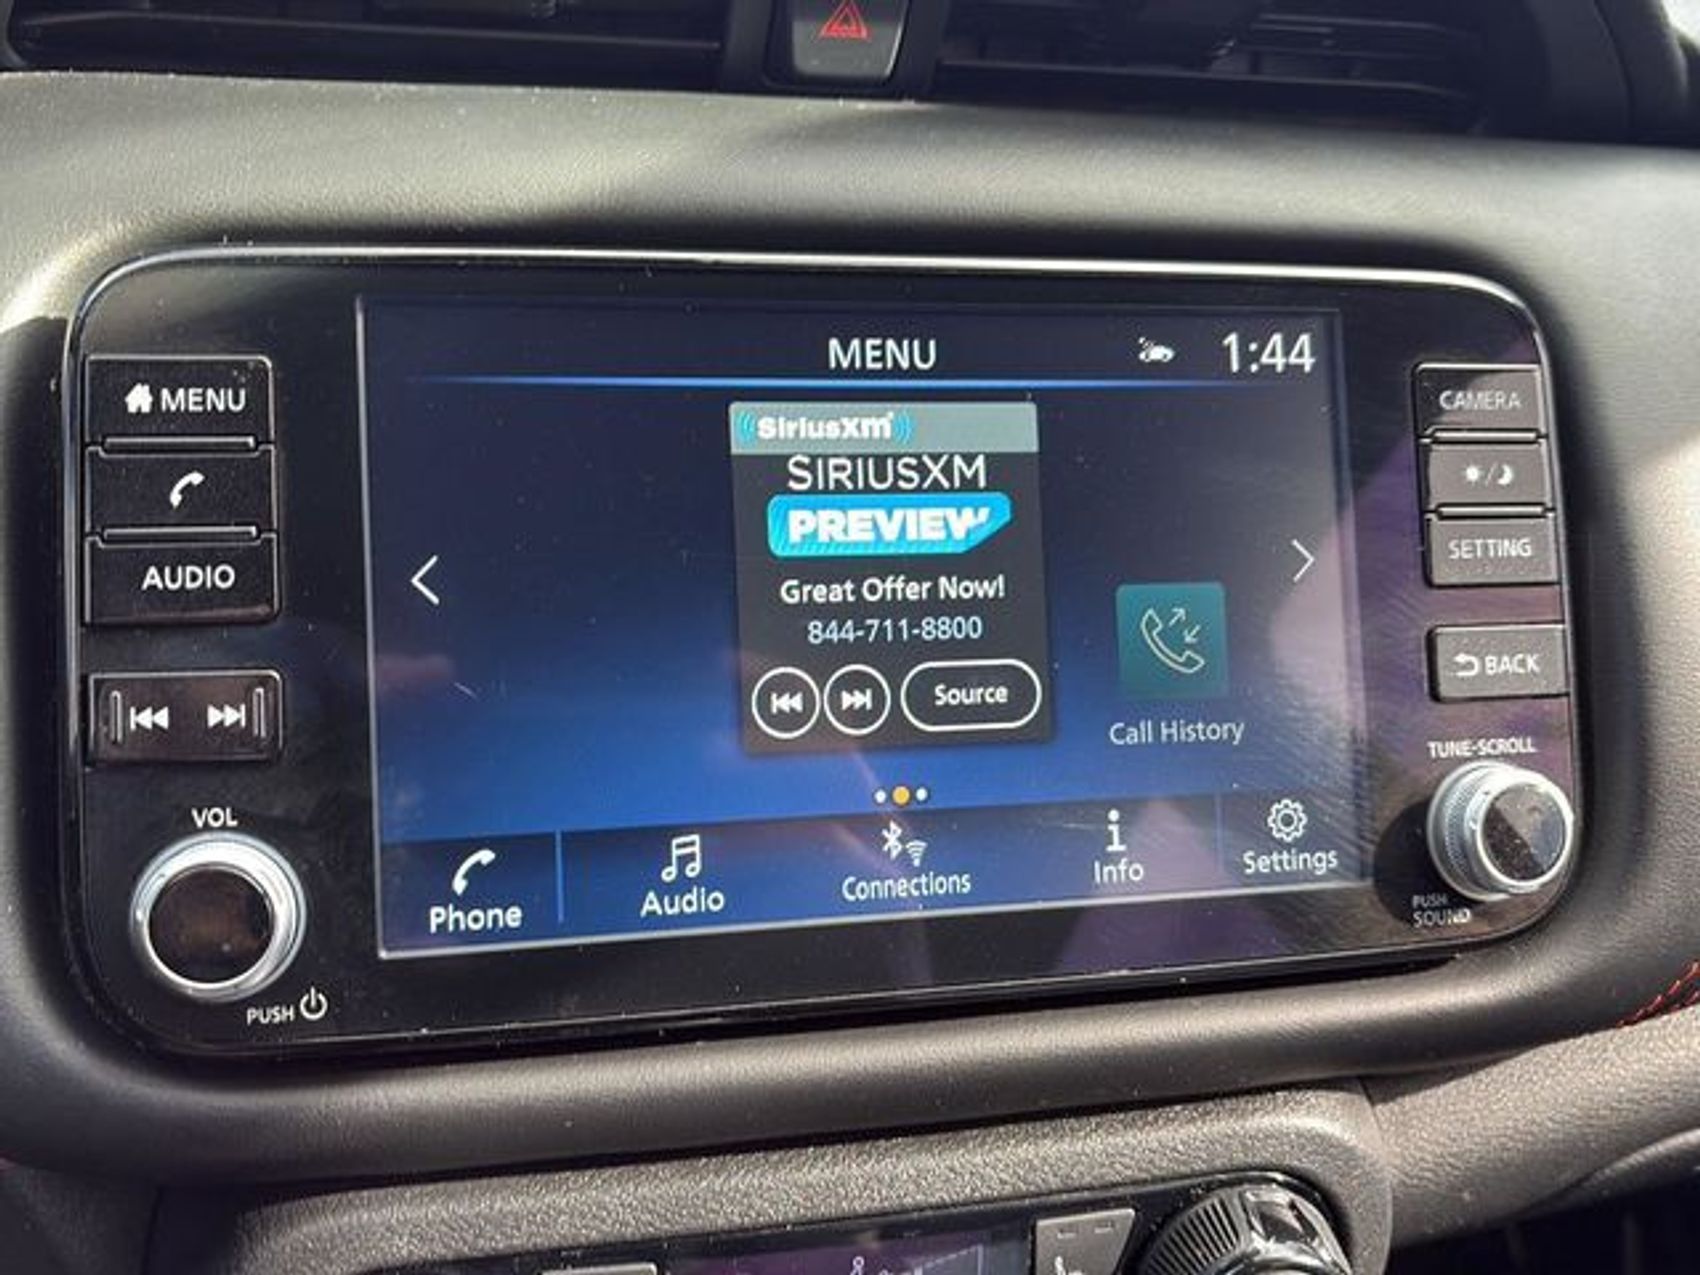 MENU
AUDIO
VOL
PUSH
MENU
1:44
SiriusXm
SIRIUSXM
PREVIEW
Great Offer Now!
844-711-8800
Source
Call History
Phone
Audio
Connections
Info
Settings
CAMERA
SETTING
BACK
TUNE-SCROLL
PUSH
SOUND